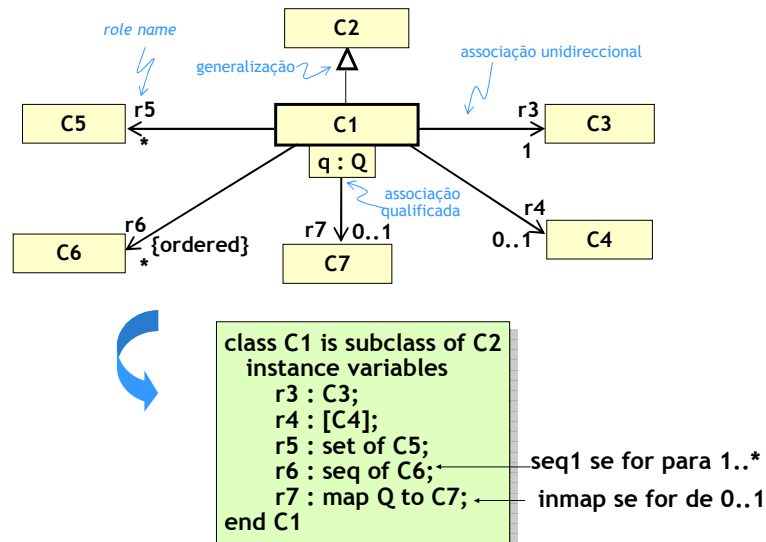 role name
C2
generalização
associação unidireccional
C5
r5
*
C1
r3
1
C3
q : Q
associação
qualificada
r6
{ordered}
*
C6
r7
0..1
C7
r4
0..1
C4
class C1 is subclass of C2
instance variables
r3 : C3;
r4 : [C4];
r5 : set of C5;
r6 : seq of C6;
seq1 se for para 1..*
r7 : map Q to C7;
inmap se for de 0..1
end C1